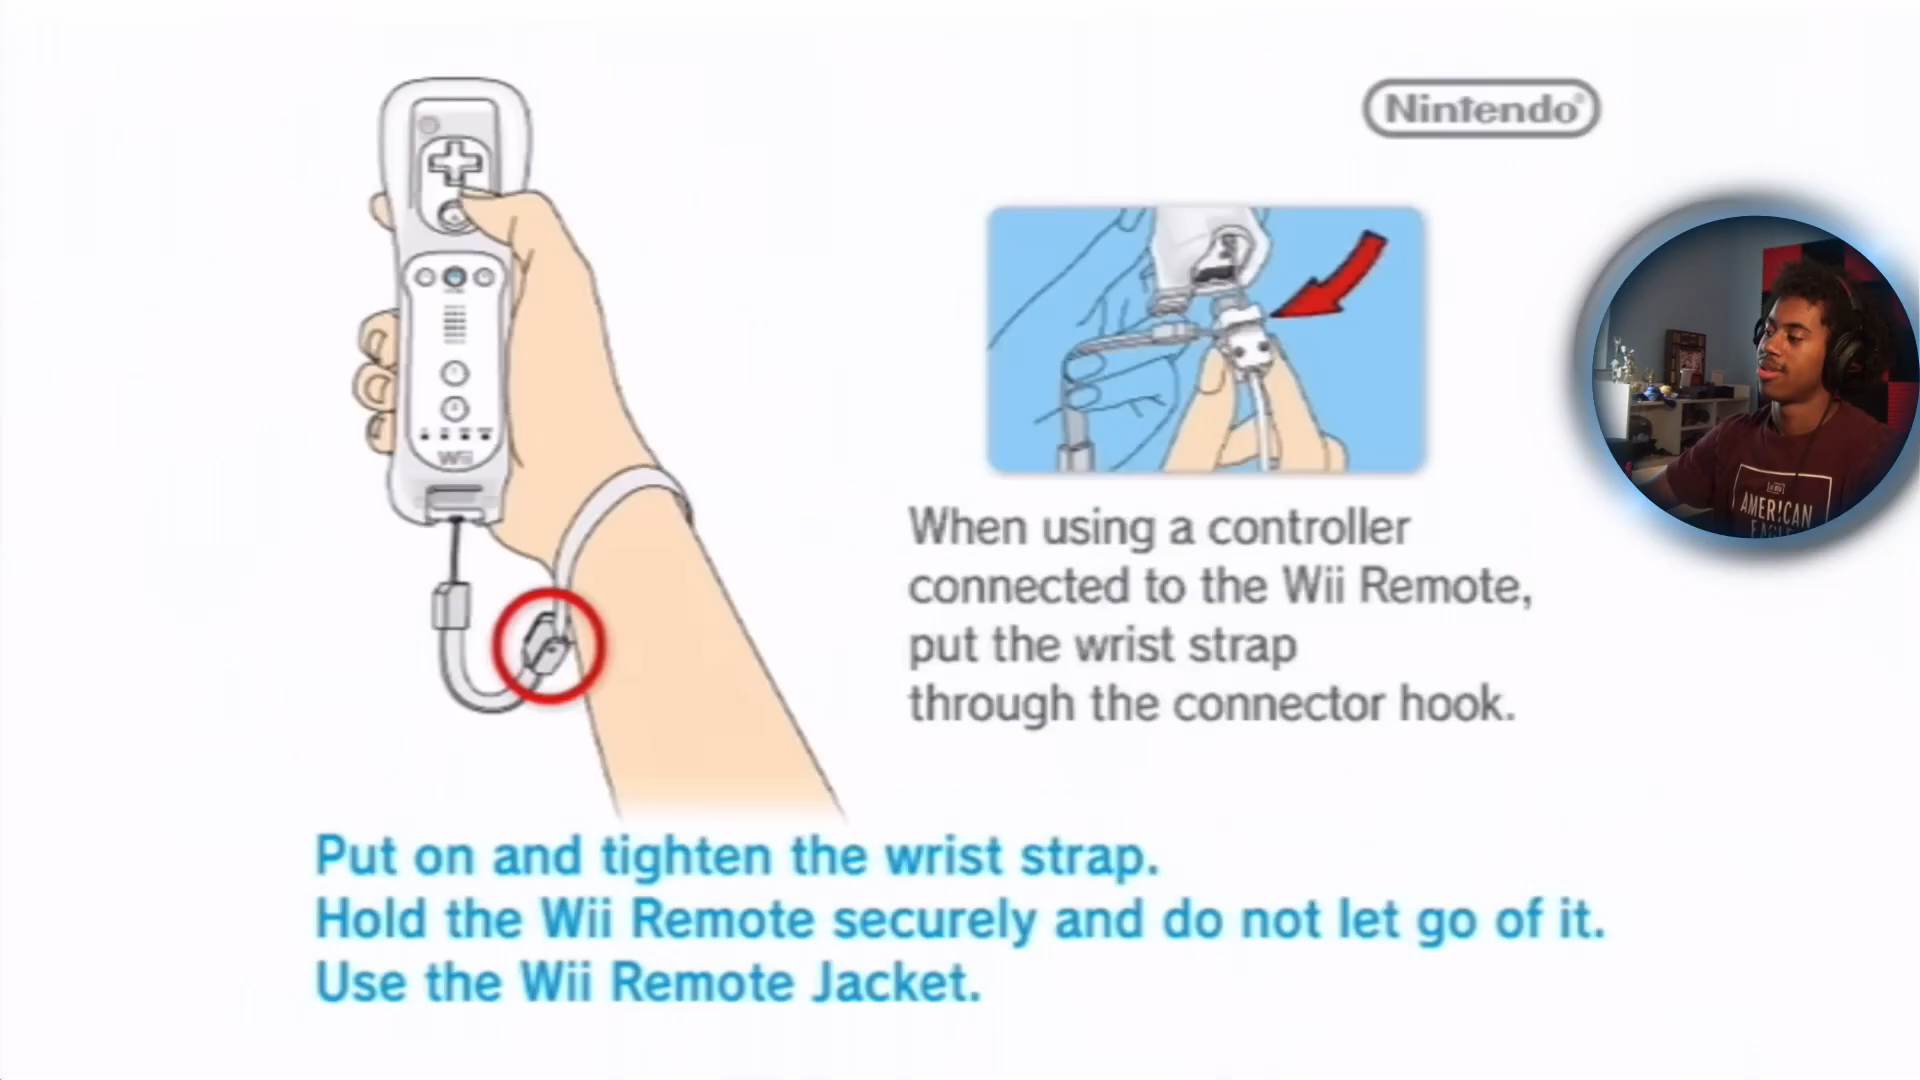 Nintendo®
Wii
When using a controller
connected to the Wii Remote,
put the wrist strap
through the connector hook.
AMERICAN
EAGLE
Put on and tighten the wrist strap.
Hold the Wii Remote securely and do not let go of it.
Use the Wii Remote Jacket.